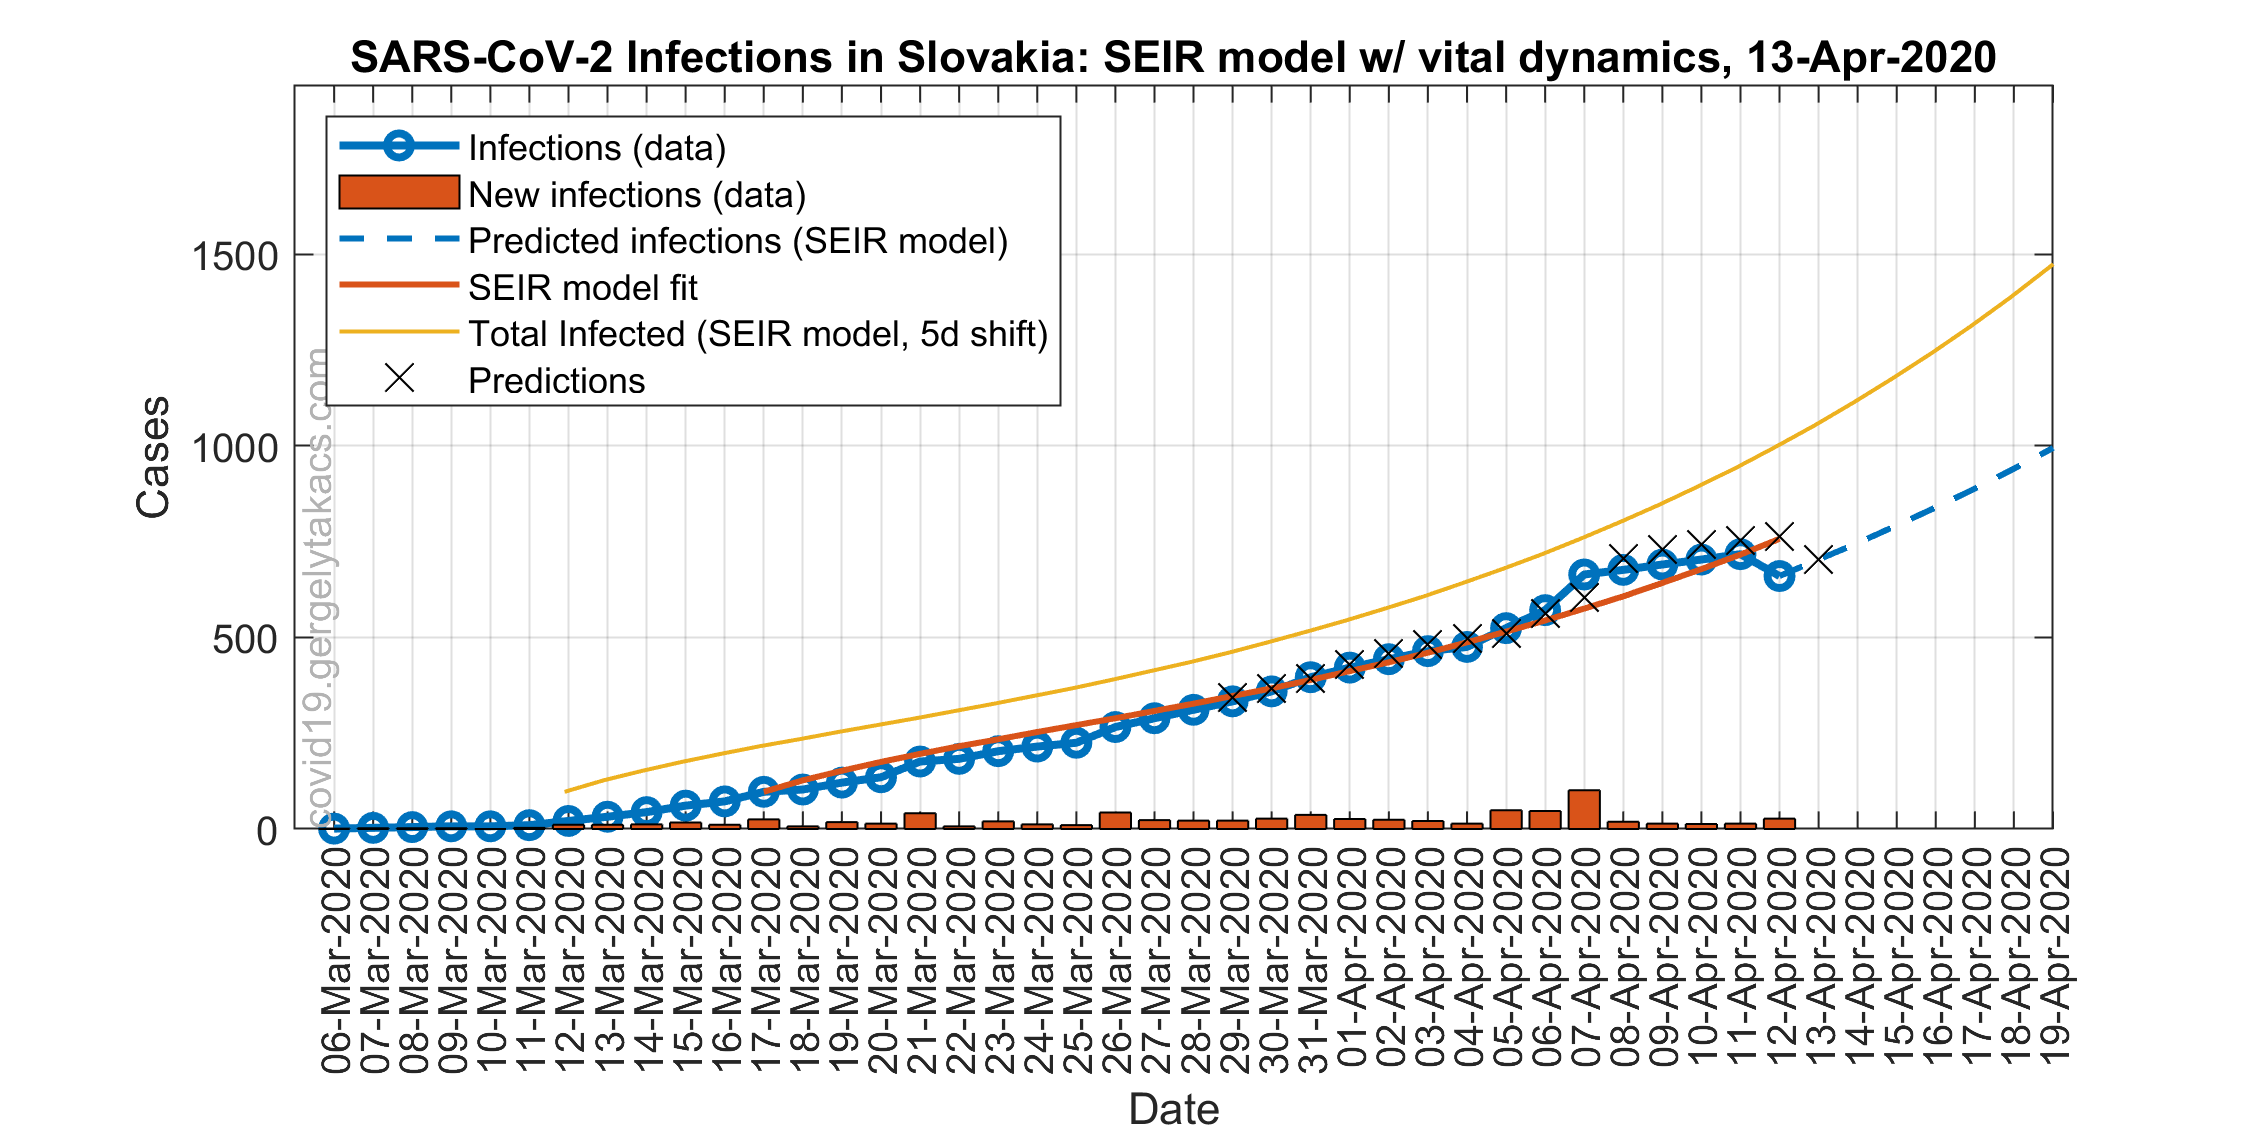 SARS-CoV-2 Infections in Slovakia: SEIR model w/ vital dynamics, 13-Apr-2020
Infections (data)
New infections (data)
Predicted infections (SEIR model)
SEIR model fit
Total Infected (SEIR model, 5d shift)
Predictions
covid19.gergelytakacs.com
Cases
1500
1000
500
0
06-Mar-2020
07-Mar-2020
08-Mar-2020
09-Mar-2020
10-Mar-2020
11-Mar-2020
12-Mar-2020
13-Mar-2020
14-Mar-2020
15-Mar-2020
16-Mar-2020
17-Mar-2020
18-Mar-2020
19-Mar-2020
20-Mar-2020
21-Mar-2020
22-Mar-2020
23-Mar-2020
24-Mar-2020
25-Mar-2020
26-Mar-2020
27-Mar-2020
28-Mar-2020
29-Mar-2020
30-Mar-2020
31-Mar-2020
01-Apr-2020
02-Apr-2020
03-Apr-2020
04-Apr-2020
05-Apr-2020
06-Apr-2020
07-Apr-2020
08-Apr-2020
09-Apr-2020
10-Apr-2020
11-Apr-2020
12-Apr-2020
13-Apr-2020
14-Apr-2020
15-Apr-2020
16-Apr-2020
17-Apr-2020
18-Apr-2020
19-Apr-2020
Date